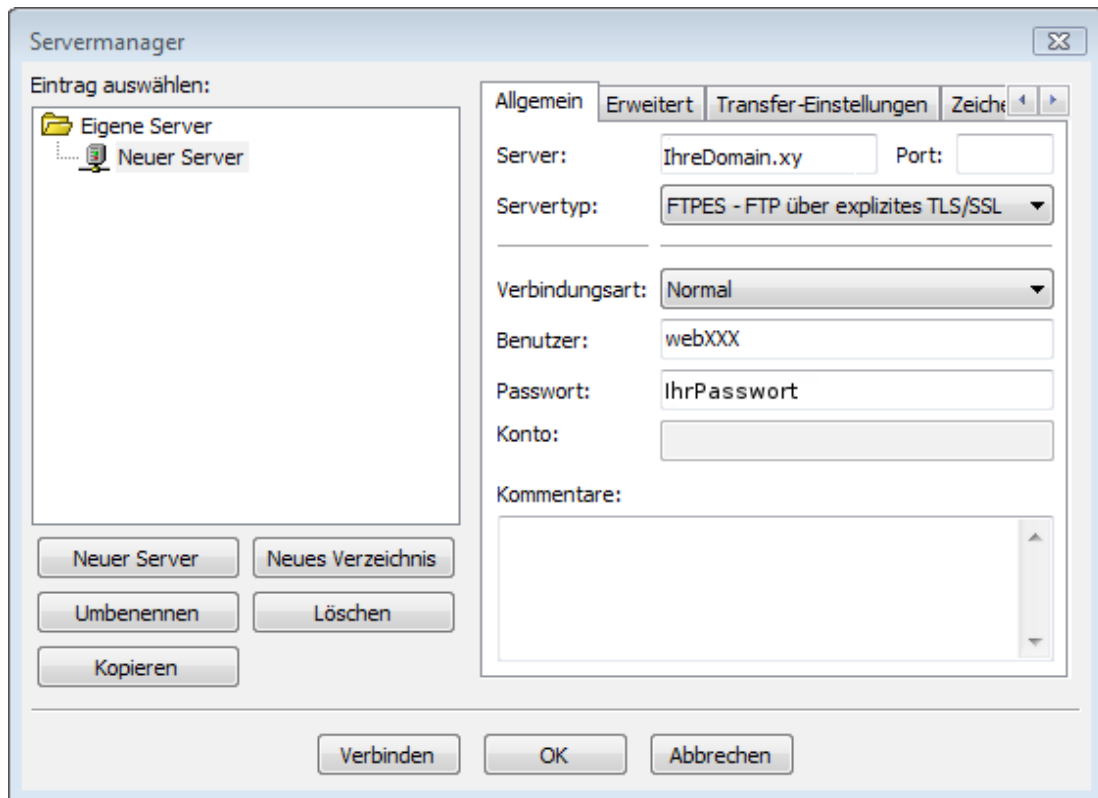 Servermanager
Eintrag auswählen:
Eigene Server
Neuer Server
Neuer Server Neues Verzeichnis
Umbenennen Löschen
Kopieren
Allgemein Erweitert Transfer-Einstellungen Zeiche
Server: IhreDomain.xy Port:
Servertyp: FTPES - FTP über explizites TLS/SSL
Verbindungsart: Normal
Benutzer: webXXX
Passwort: IhrPasswort
Konto:
Kommentare:
Verbinden OK Abbrechen